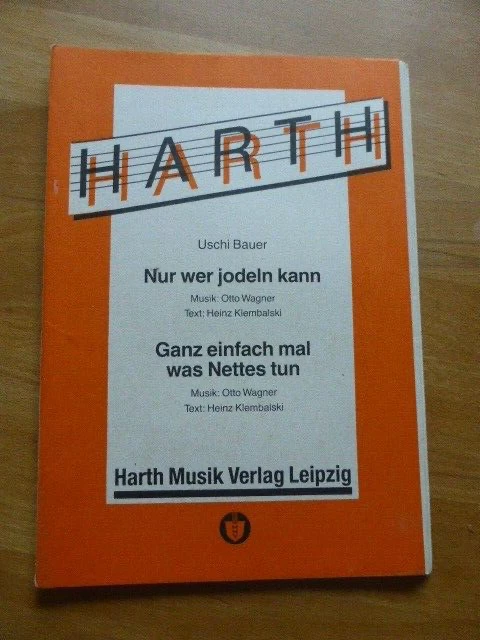 HARTH
Uschi Bauer
Nur wer jodeln kann
Musik: Otto Wagner
Text: Heinz Klembalski
Ganz einfach mal
was Nettes tun
Musik: Otto Wagner
Text: Heinz Klembalski
Harth Musik Verlag Leipzig